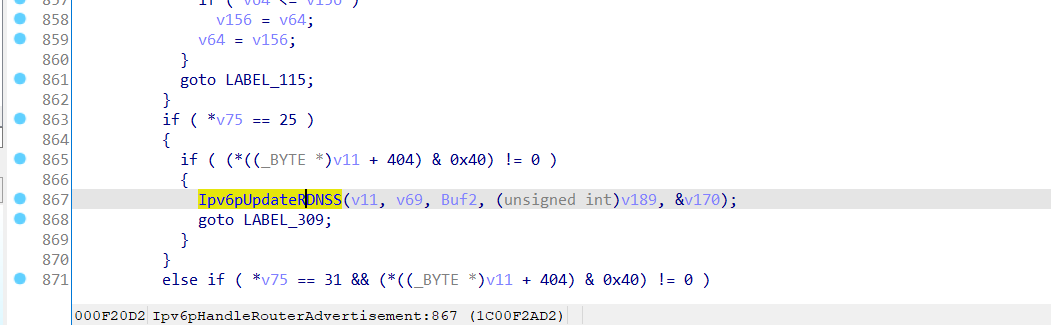 857 if ( v64 <= v156 )
858 v156 = v64;
859 v64 = v156;
860 }
861 goto LABEL_115;
862 }
863 if ( *v75 == 25 )
864 {
865 if ( (*((_BYTE *)v11 + 404) & 0x40) != 0 )
866 {
867 Ipv6pUpdateRDNSS(v11, v69, Buf2, (unsigned int)v189, &v170);
868 goto LABEL_309;
869 }
870 }
871 else if ( *v75 == 31 && (*((_BYTE *)v11 + 404) & 0x40) != 0 )
000F20D2 Ipv6pHandleRouterAdvertisement:867 (1C00F2AD2)